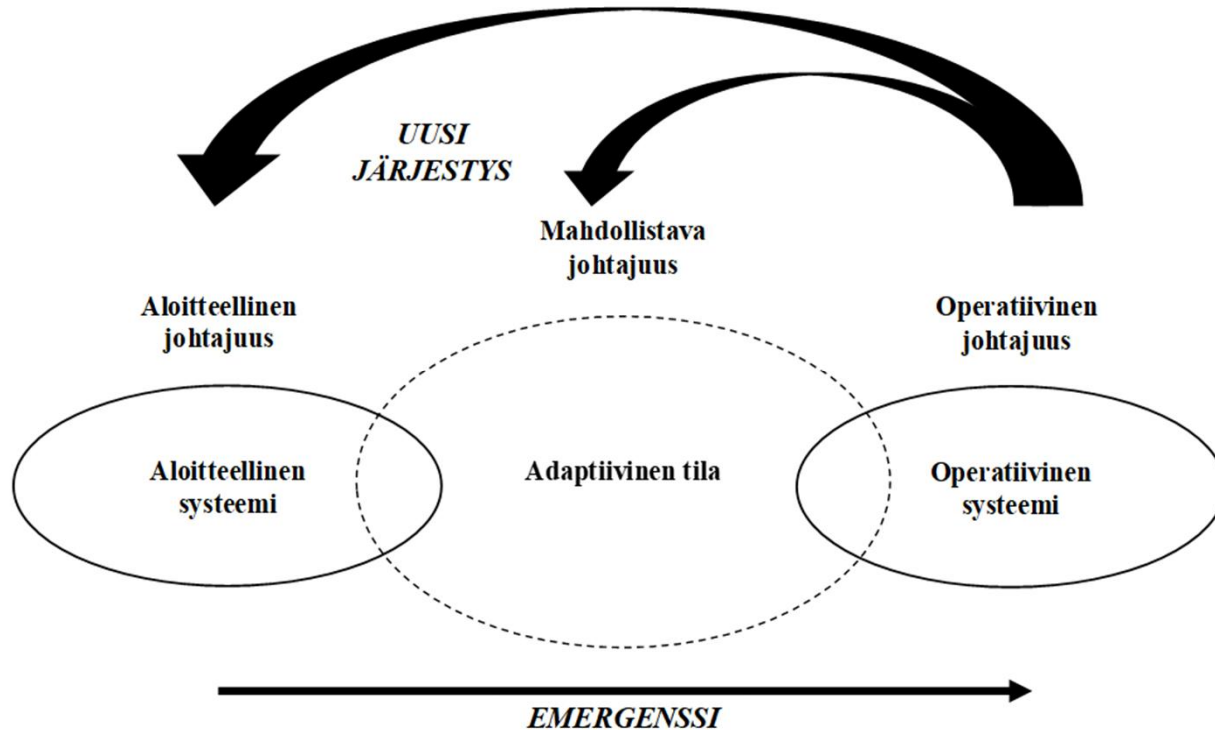 UUSI
JÄRJESTYS
Mahdollistava
johtajuus
Aloitteellinen
johtajuus
Operatiivinen
johtajuus
Aloitteellinen
systeemi
Adaptiivinen tila
Operatiivinen
systeemi
EMERGENSSI